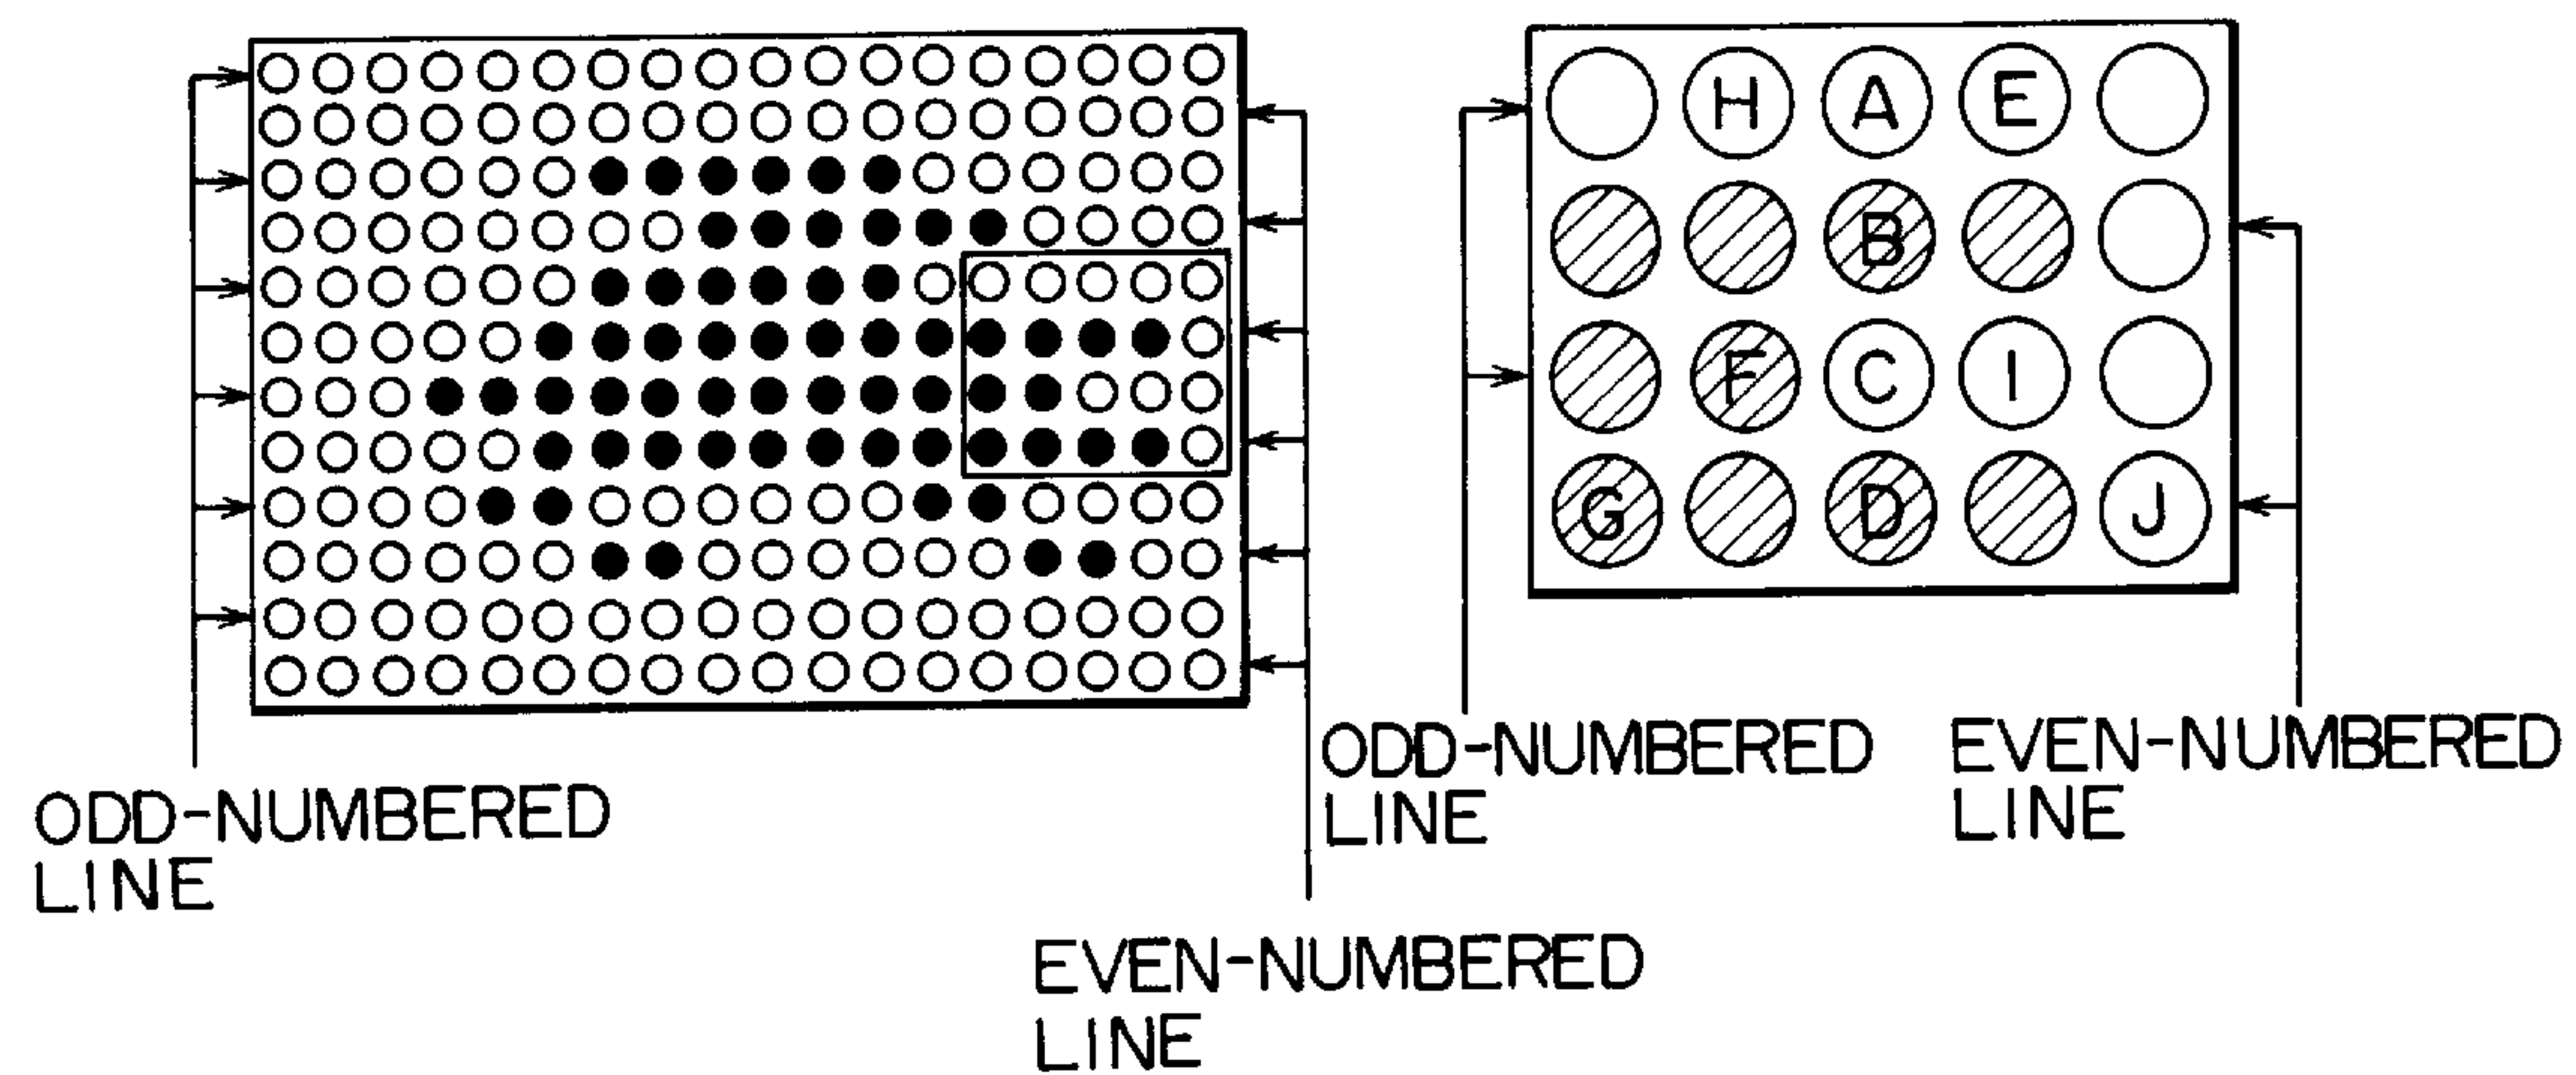 H A E
B
F C I
G D J
ODD-NUMBERED
LINE
EVEN-NUMBERED
LINE
ODD-NUMBERED
LINE
EVEN-NUMBERED
LINE